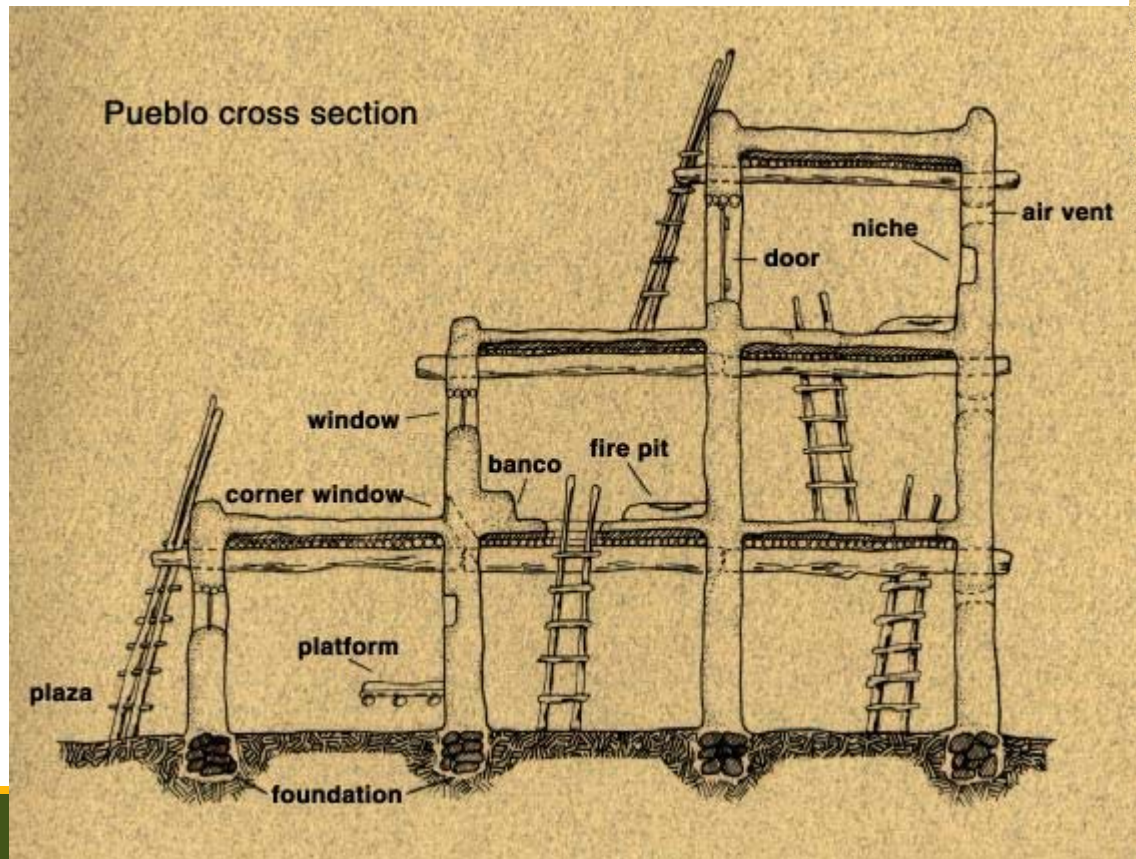 Pueblo cross section
air vent
niche
door
window
fire pit
banco
corner window
platform
plaza
foundation